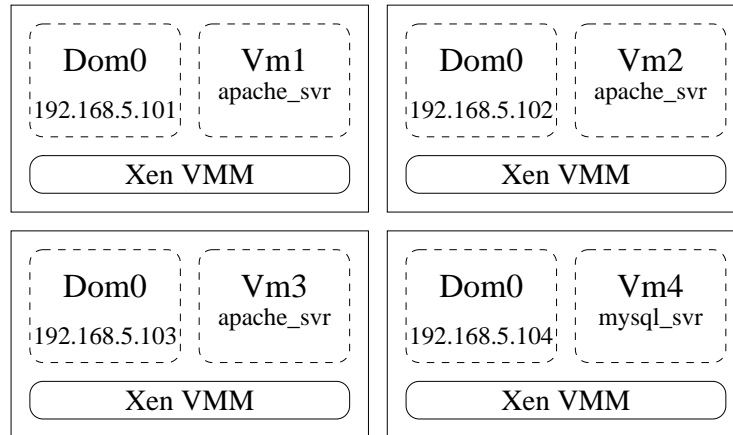 Dom0
192.168.5.101
Vm1
apache_svr
Xen VMM
Dom0
192.168.5.102
Vm2
apache_svr
Xen VMM
Dom0
192.168.5.103
Vm3
apache_svr
Xen VMM
Dom0
192.168.5.104
Vm4
mysql_svr
Xen VMM